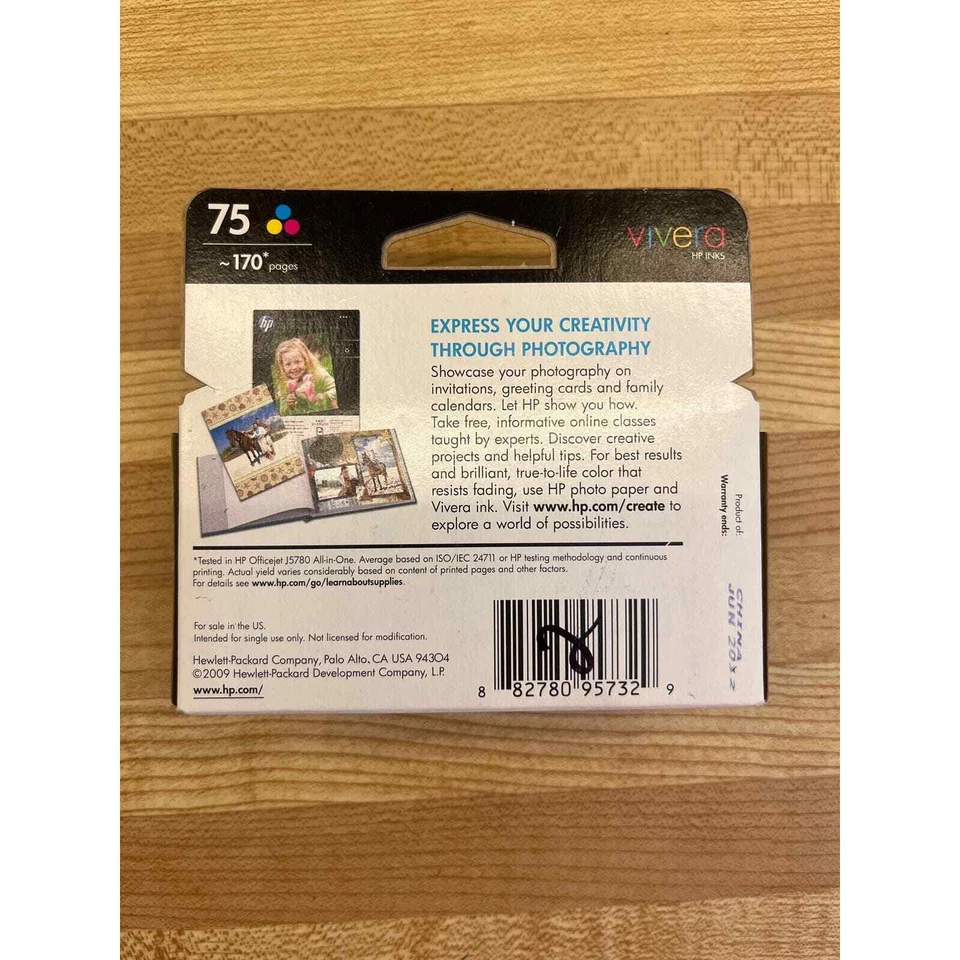 75
~170* pages
vivera
HP INKS
hp
EXPRESS YOUR CREATIVITY
THROUGH PHOTOGRAPHY
Showcase your photography on
invitations, greeting cards and family
calendars. Let HP show you how.
Take free, informative online classes
taught by experts. Discover creative
projects and helpful tips. For best results
and brilliant, true-to-life color that
resists fading, use HP photo paper and
Vivera ink. Visit www.hp.com/create to
explore a world of possibilities.
*Tested in HP Officejet J5780 All-in-One. Average based on ISO/IEC 24711 or HP testing methodology and continuous
printing. Actual yield varies considerably based on content of printed pages and other factors.
For details see www.hp.com/go/learnaboutsupplies.
For sale in the US.
Intended for single use only. Not licensed for modification.
Hewlett-Packard Company, Palo Alto, CA USA 94304
©2009 Hewlett-Packard Development Company, L.P.
www.hp.com/
2
8 82780 95732 9
Product of:
Warranty ends:
CHINA
JUN